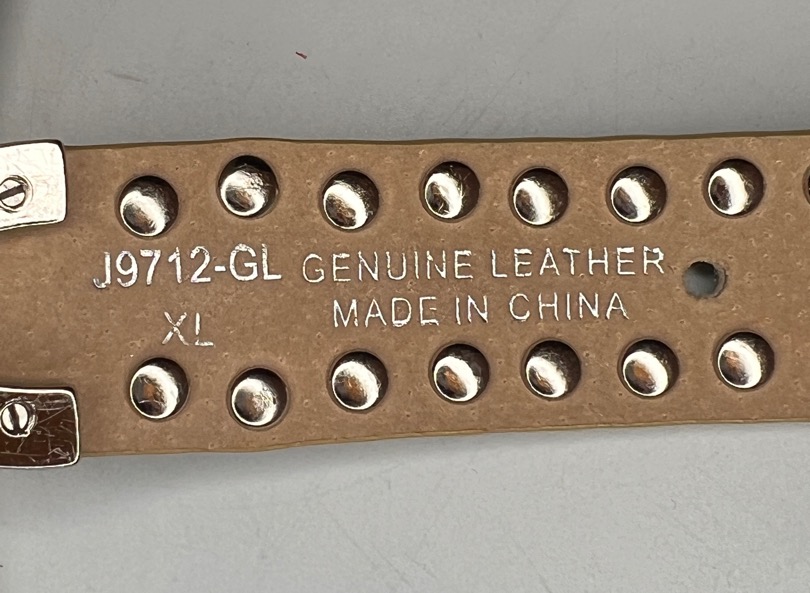 J9712-GL GENUINE LEATHER
XL MADE IN CHINA